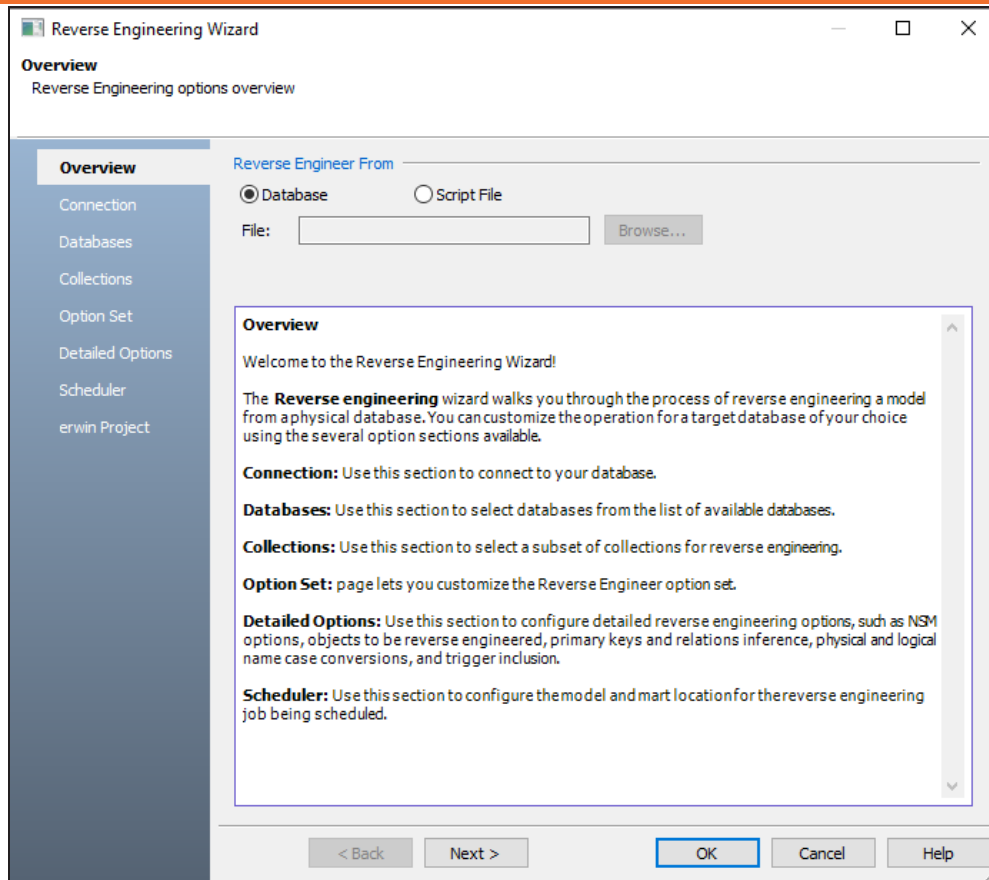 Reverse Engineering Wizard
Overview
Reverse Engineering options overview
Overview
Connection
Databases
Collections
Option Set
Detailed Options
Scheduler
erwin Project
Reverse Engineer From
Database Script File
File: Browse...
Overview
Welcome to the Reverse Engineering Wizard!
The Reverse engineering wizard walks you through the process of reverse engineering a model
from a physical database. You can customize the operation for a target database of your choice
using the several option sections available.
Connection: Use this section to connect to your database.
Databases: Use this section to select databases from the list of available databases.
Collections: Use this section to select a subset of collections for reverse engineering.
Option Set: page lets you customize the Reverse Engineer option set.
Detailed Options: Use this section to configure detailed reverse engineering options, such as NSM
options, objects to be reverse engineered, primary keys and relations inference, physical and logical
name case conversions, and trigger inclusion.
Scheduler: Use this section to configure the model and mart location for the reverse engineering
job being scheduled.
< Back Next > OK Cancel Help